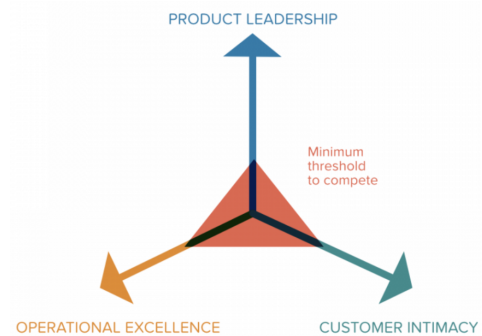 PRODUCT LEADERSHIP
Minimum
threshold
to compete
OPERATIONAL EXCELLENCE
CUSTOMER INTIMACY